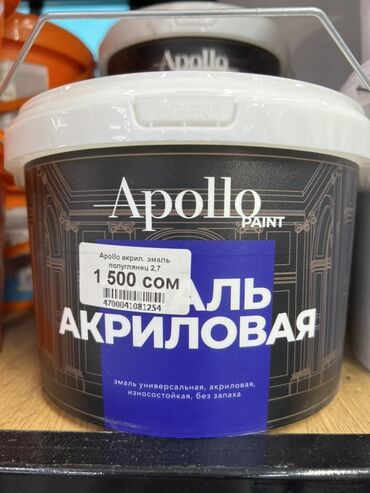 Apollo
OPEN
Apollo
PAINT
Apollo акрил. эмаль
полуглянец 2,7
1 500 сом
4700041081254
АЛЬ
АКРИЛОВАЯ
эмаль универсальная, акриловая,
износостойкая, без запаха